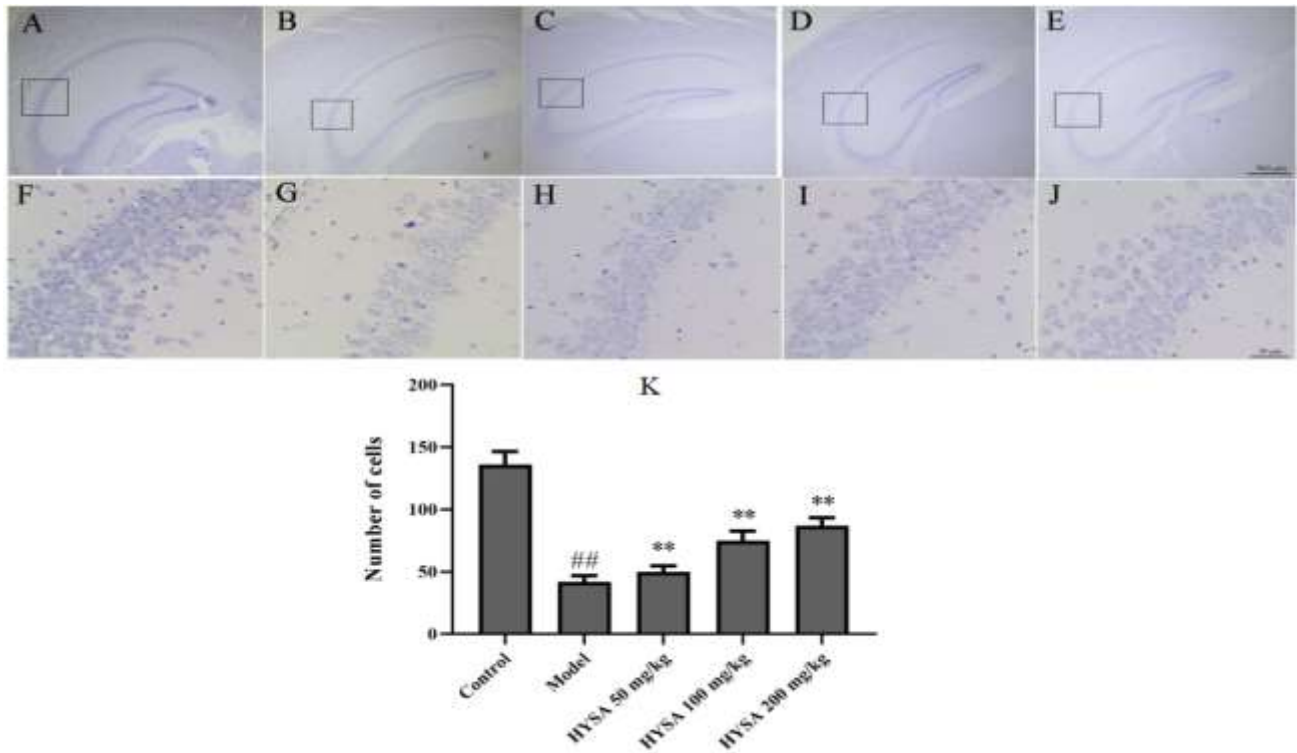 A B C D E
F G H I J
K
200
150
100
50
0
Number of cells
##
**
**
**
Control
Model
HYSA 50 mg/kg
HYSA 100 mg/kg
HYSA 200 mg/kg